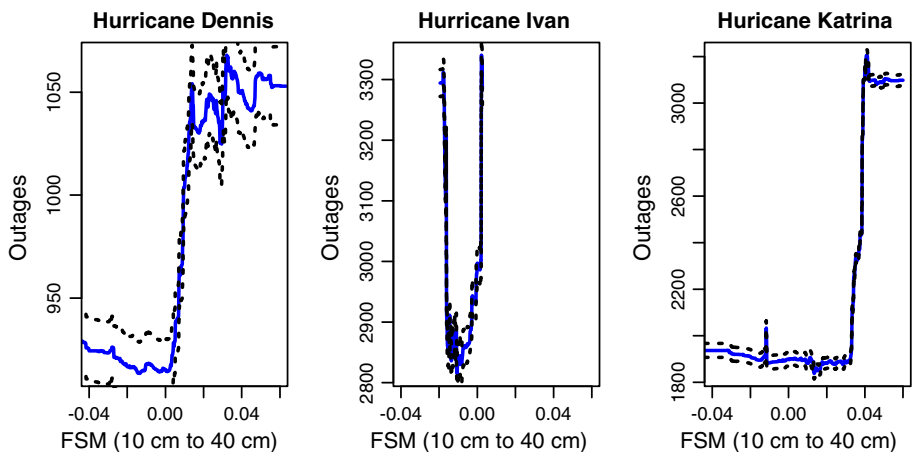 Hurricane Dennis
Outages
950
1000
1050
-0.04
0.00
0.04
FSM (10 cm to 40 cm)
Hurricane Ivan
Outages
2800
2900
3000
3100
3200
3300
-0.04
0.00
0.04
FSM (10 cm to 40 cm)
Huricane Katrina
Outages
1800
2200
2600
3000
-0.04
0.00
0.04
FSM (10 cm to 40 cm)